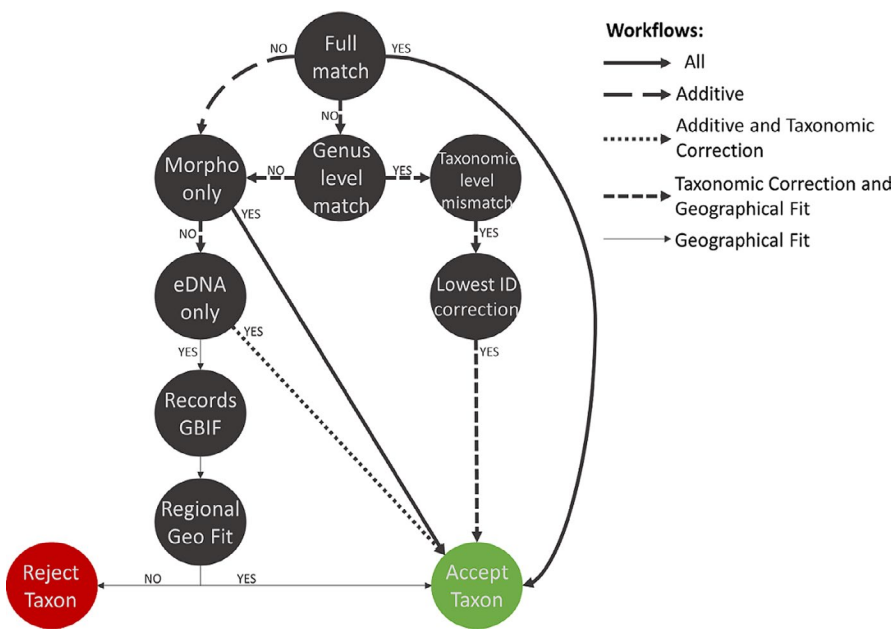 Workflows:
All
Additive
Additive and Taxonomic
Correction
Taxonomic Correction and
Geographical Fit
Geographical Fit
Full
match
NO
YES
NO
Morpho
only
NO
Genus
level
match
YES
Taxonomic
level
mismatch
YES
NO
YES
eDNA
only
Lowest ID
correction
YES
YES
YES
Records
GBIF
Regional
Geo Fit
Reject
Taxon
NO
YES
Accept
Taxon